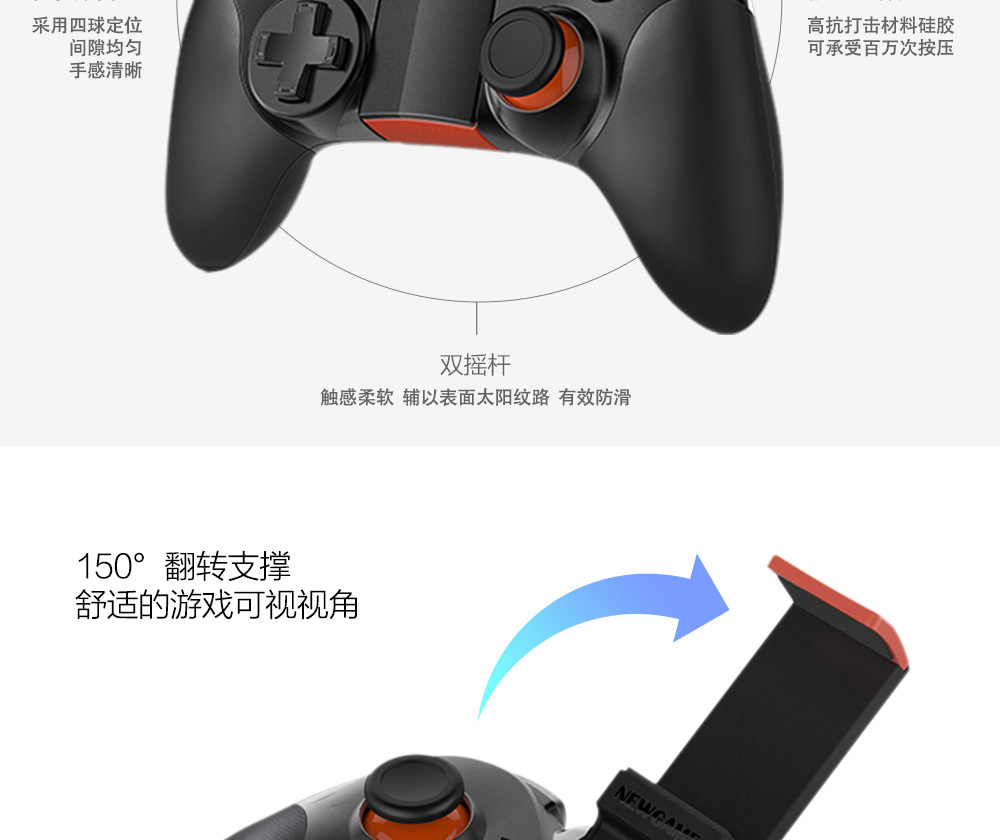 采用四球定位
间隙均匀
手感清晰
高抗打击材料硅胶
可承受百万次按压
双摇杆
触感柔软 辅以表面太阳纹路 有效防滑
150° 翻转支撑
舒适的游戏可视视角
NEWGAME